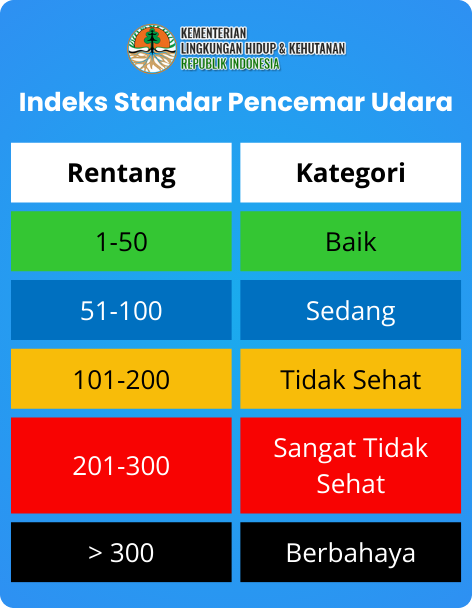 KEMENTERIAN
LINGKUNGAN HIDUP & KEHUTANAN
REPUBLIK INDONESIA
Indeks Standar Pencemar Udara
Rentang Kategori
1-50 Baik
51-100 Sedang
101-200 Tidak Sehat
201-300 Sangat Tidak
Sehat
> 300 Berbahaya